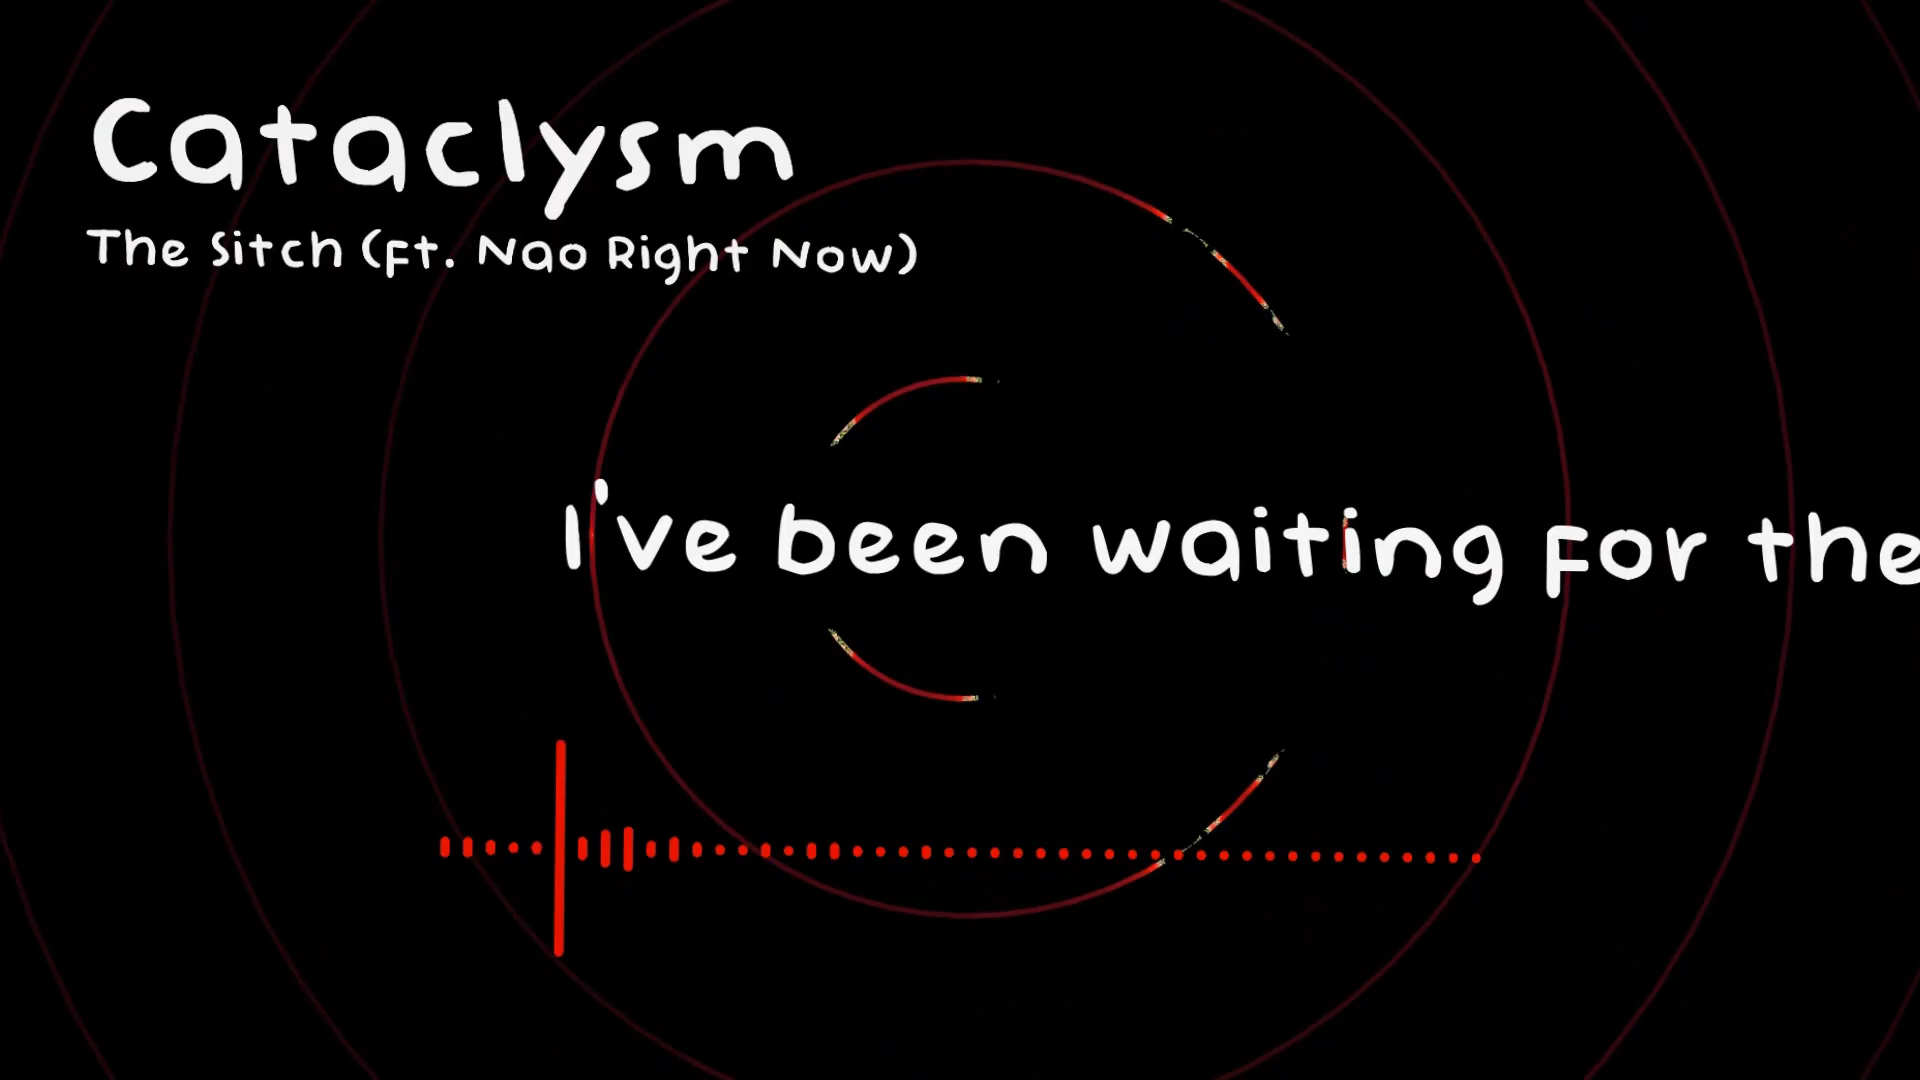 Cataclysm
The Sitch (Ft. Nao Right Now)
I've been waiting for the